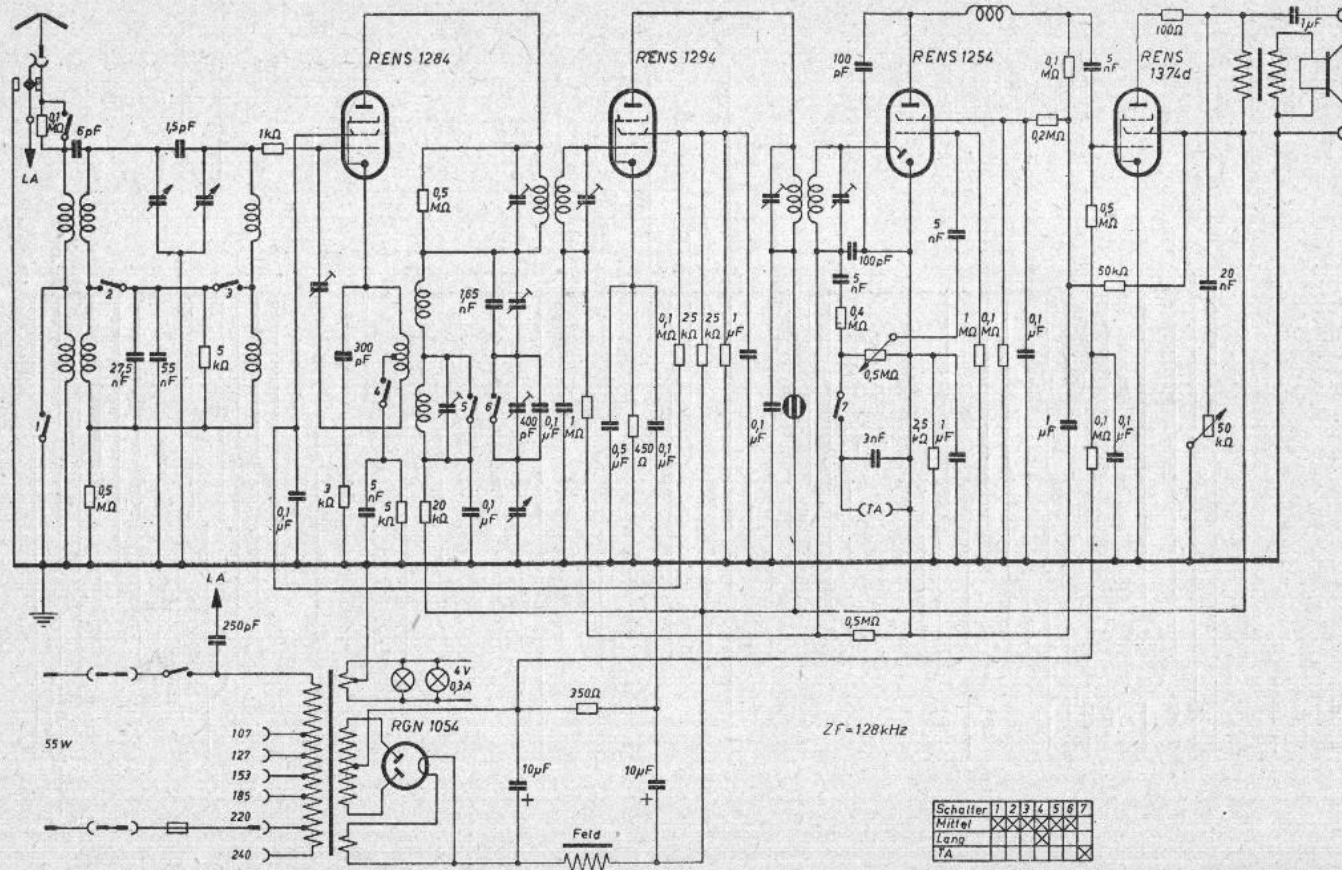 RENS 1284
RENS 1294
RENS 1254
RENS
1374d
100Ω
1µF
100
pF
0,1
MΩ
5
nF
0,1
MΩ
6pF
1,5pF
1kΩ
0,2MΩ
LA
0,5
MΩ
5
nF
0,5
MΩ
100pF
5
nF
50kΩ
20
nF
2
3
1,65
nF
0,4
MΩ
0,1
MΩ
25
kΩ
25
kΩ
1
µF
1
MΩ
0,1
MΩ
0,1
µF
27,5
nF
55
nF
5
kΩ
300
pF
4
5
6
400
pF
0,1
µF
1
MΩ
0,5MΩ
7
1
0,5
µF
450
Ω
0,1
µF
0,1
µF
3nF
2,5
kΩ
1
µF
1
µF
0,1
MΩ
0,1
µF
50
kΩ
0,5
MΩ
0,1
µF
3
kΩ
5
nF
5
kΩ
20
kΩ
0,1
µF
TA
LA
250pF
0,5MΩ
4V
0,3A
350Ω
RGN 1054
ZF=128kHz
55W
107
127
153
185
220
240
10µF
+
10µF
+
Feld
Schalter 1 2 3 4 5 6 7
Mittel
Lang
TA